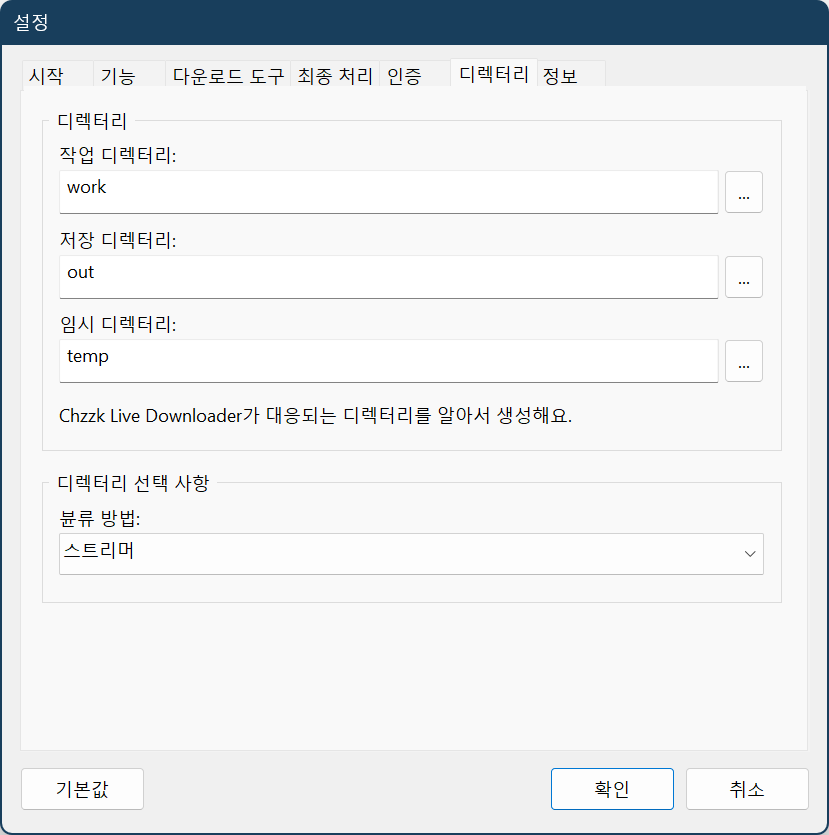 설정
시작 기능 다운로드 도구 최종 처리 인증 디렉터리 정보
디렉터리
작업 디렉터리:
work
...
저장 디렉터리:
out
...
임시 디렉터리:
temp
...
Chzzk Live Downloader가 대응되는 디렉터리를 알아서 생성해요.
디렉터리 선택 사항
분류 방법:
스트리머
기본값 확인 취소